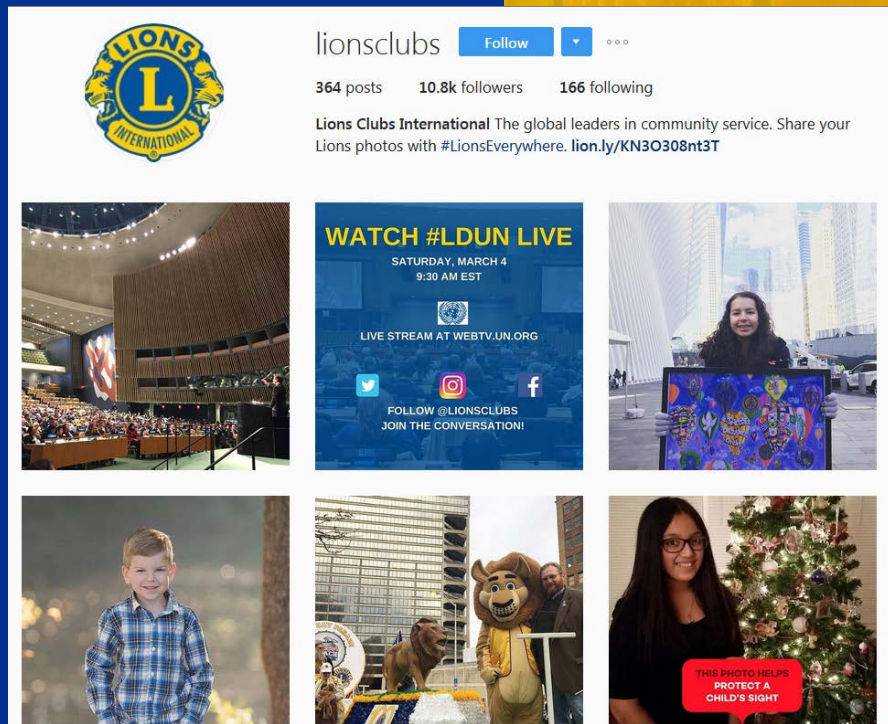 LIONS
L
INTERNATIONAL
®
lionsclubs Follow
364 posts 10.8k followers 166 following
Lions Clubs International The global leaders in community service. Share your
Lions photos with #LionsEverywhere. lion.ly/KN3O308nt3T
WATCH #LDUN LIVE
SATURDAY, MARCH 4
9:30 AM EST
LIVE STREAM AT WEBTV.UN.ORG
FOLLOW @LIONSCLUBS
JOIN THE CONVERSATION!
THIS PHOTO HELPS
PROTECT A
CHILD'S SIGHT